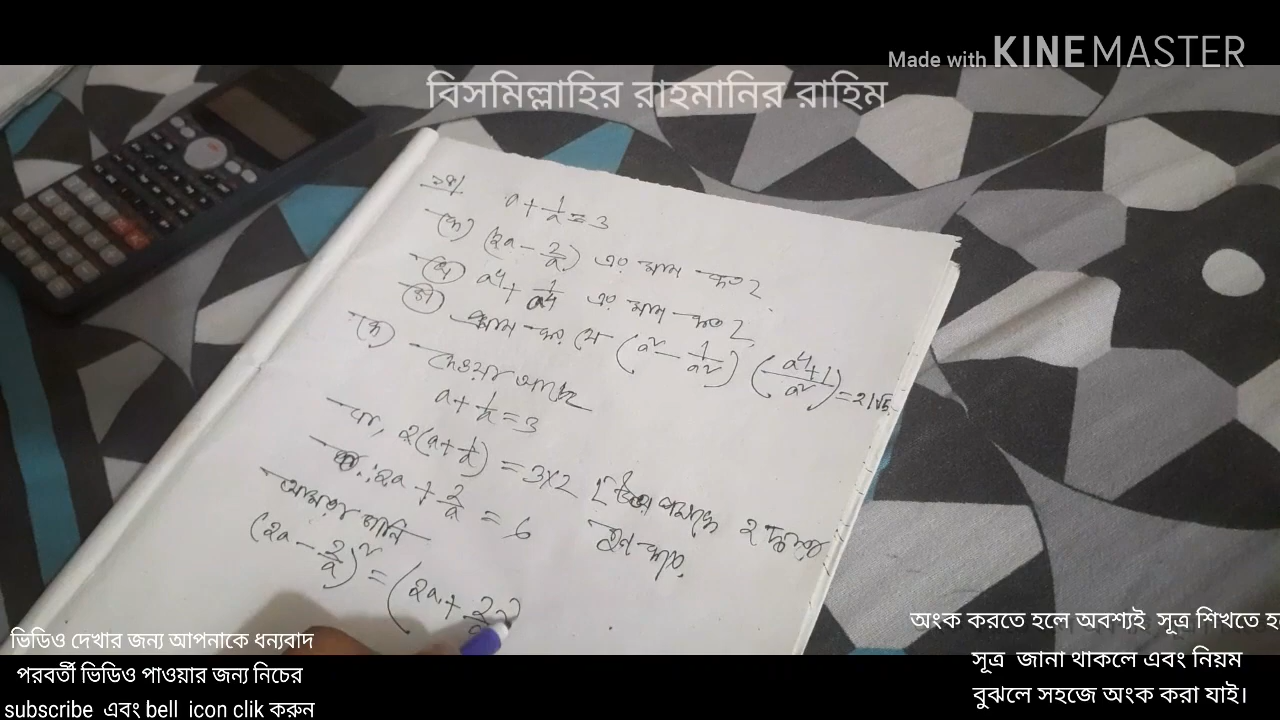 Made with KINEMASTER
বিসমিল্লাহির রাহমানির রাহিম
a + 1/a = 3
(ক) (2a - 2/a) এর মান কত?
(খ) a⁴ + 1/a⁴ এর মান কত?
(গ) প্রমাণ কর যে (a² - 1/a²) (a⁴+1/a²) = 21√5
(ক) দেওয়া আছে
a + 1/a = 3
বা, 2(a + 1/a) = 3×2 [উভয় পক্ষকে 2 দ্বারা
গুণ করে]
∴ 2a + 2/a = 6
আমরা জানি
(2a - 2/a)² = (2a + 2/a)²
ভিডিও দেখার জন্য আপনাকে ধন্যবাদ
পরবর্তী ভিডিও পাওয়ার জন্য নিচের
subscribe এবং bell icon clik করুন
অংক করতে হলে অবশ্যই সূত্র শিখতে
সূত্র জানা থাকলে এবং নিয়ম
বুঝলে সহজে অংক করা যাই।